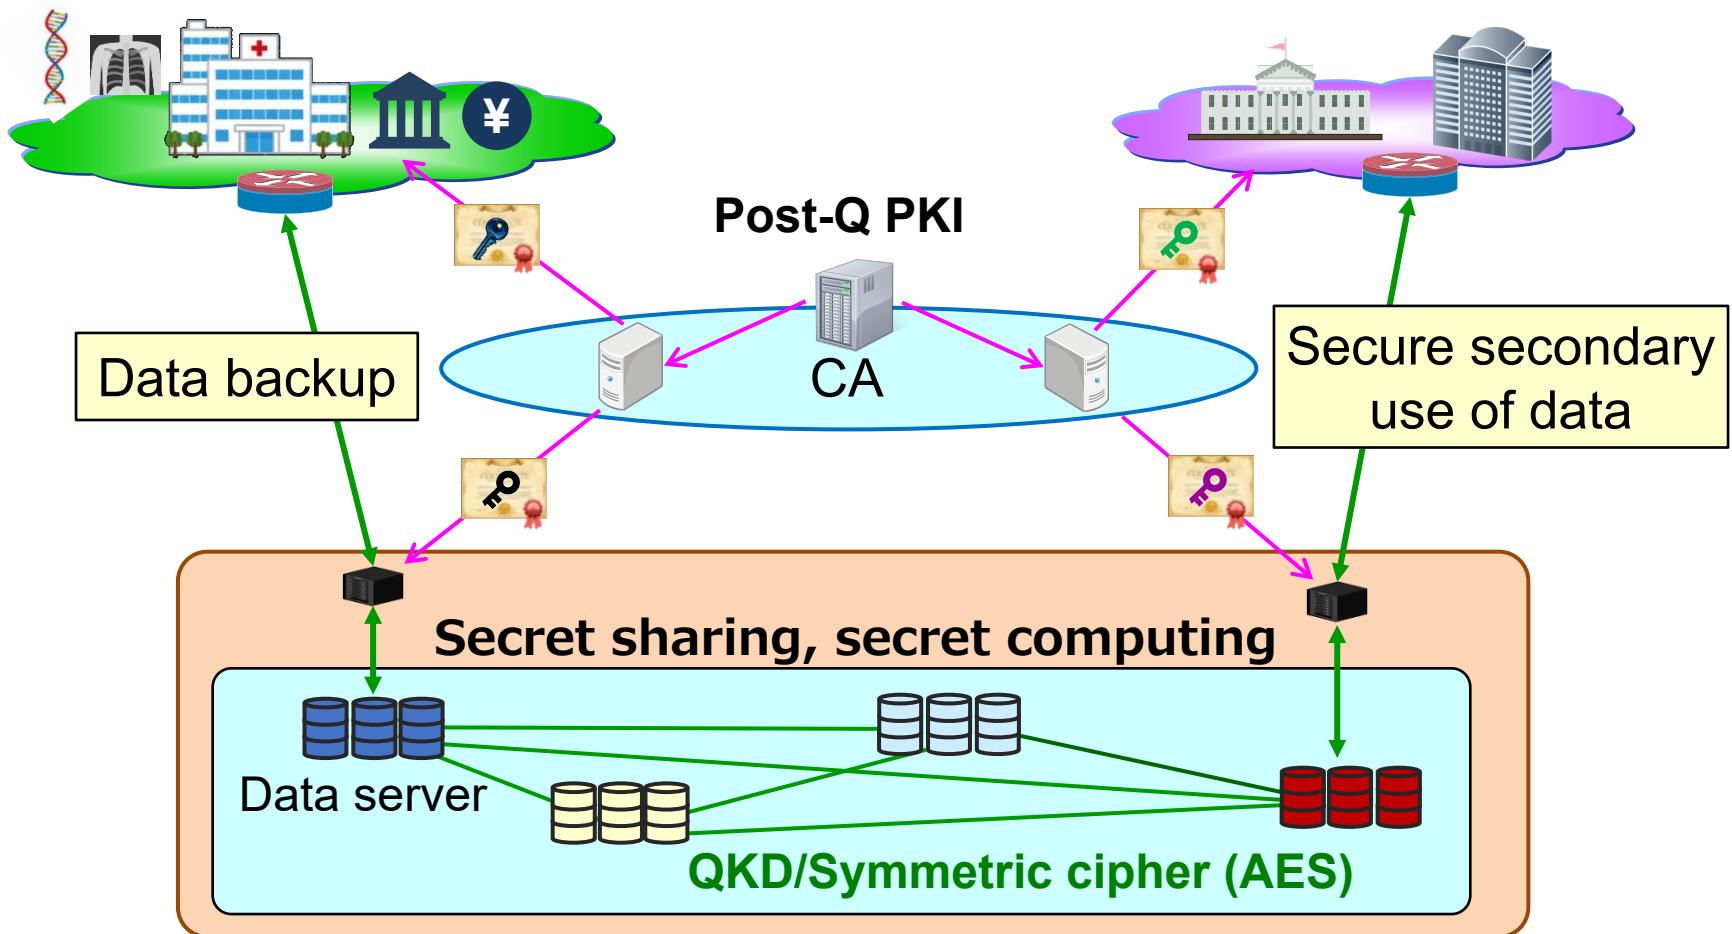 ¥
Post-Q PKI
CA
Data backup
Secure secondary
use of data
Secret sharing, secret computing
Data server
QKD/Symmetric cipher (AES)